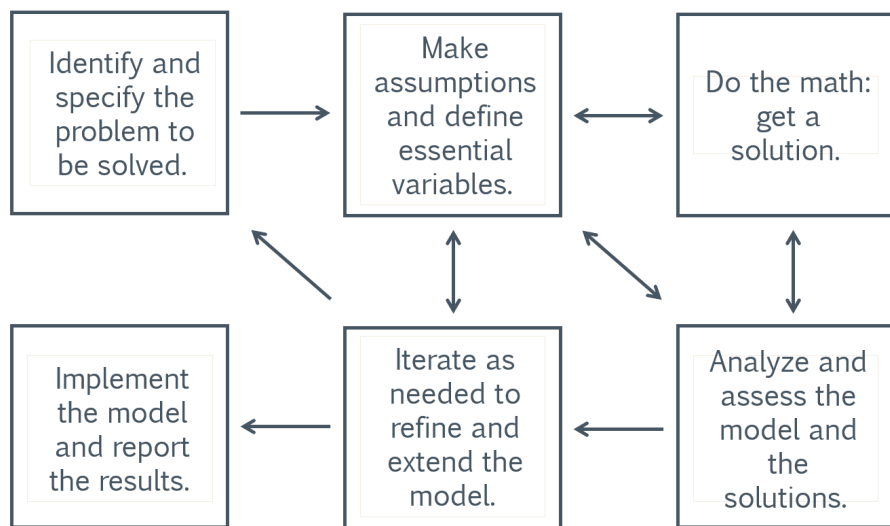 Identify and
specify the
problem to
be solved.
Make
assumptions
and define
essential
variables.
Do the math:
get a
solution.
Implement
the model
and report
the results.
Iterate as
needed to
refine and
extend the
model.
Analyze and
assess the
model and
the
solutions.